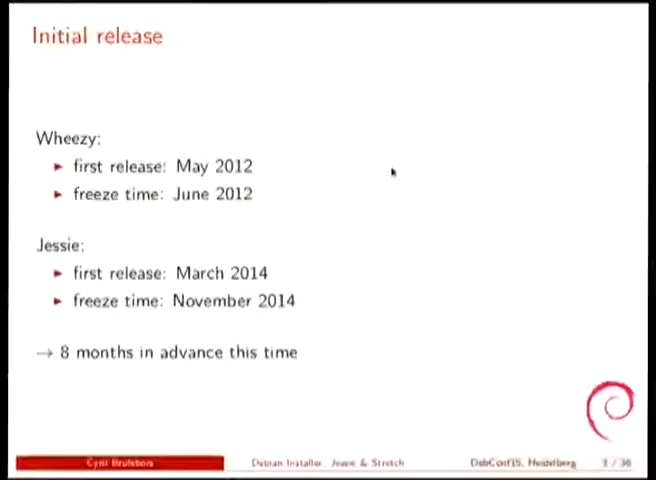 Initial release
Wheezy:
► first release: May 2012
► freeze time: June 2012
Jessie:
► first release: March 2014
► freeze time: November 2014
→ 8 months in advance this time
Cyril Brulebois
Debian Installer: Jessie & Stretch
DebConf15, Heidelberg
3 / 36